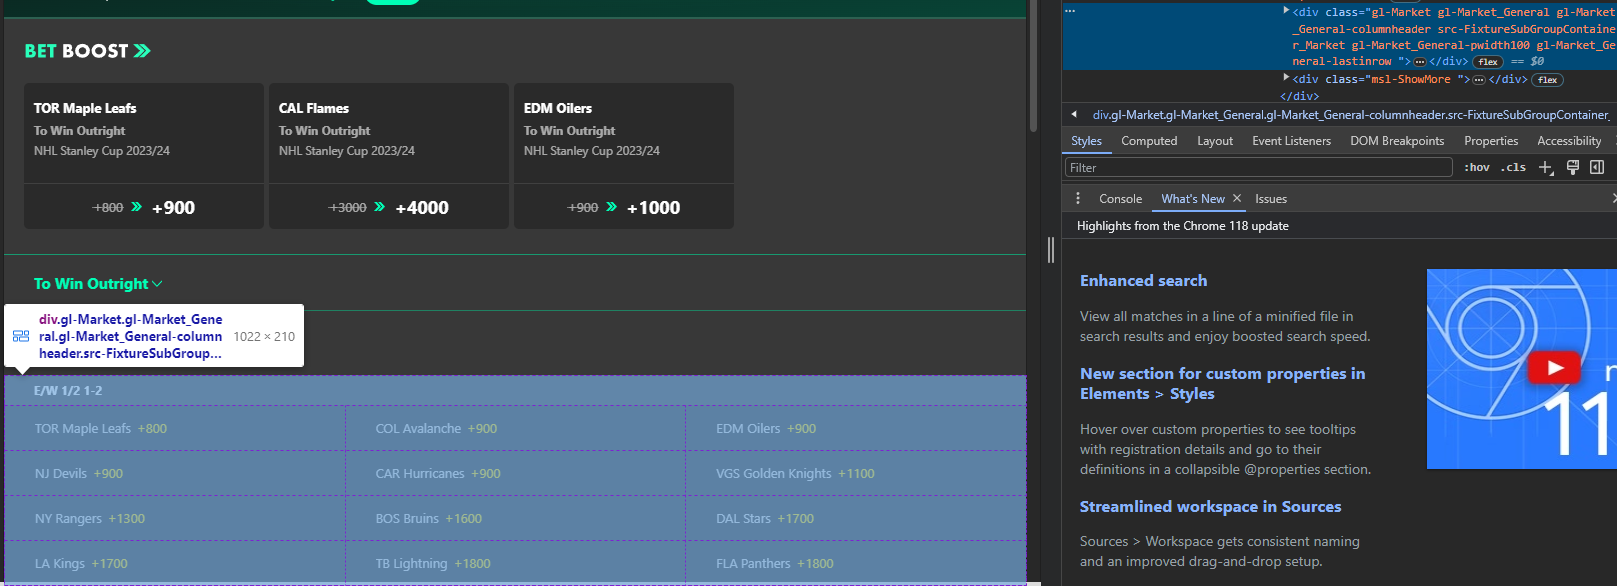 BET BOOST
TOR Maple Leafs
To Win Outright
NHL Stanley Cup 2023/24
+800 +900
CAL Flames
To Win Outright
NHL Stanley Cup 2023/24
+3000 +4000
EDM Oilers
To Win Outright
NHL Stanley Cup 2023/24
+900 +1000
To Win Outright
div.gl-Market.gl-Market_Gene
ral.gl-Market_General-column
header.src-FixtureSubGroup...
1022 × 210
E/W 1/2 1-2
TOR Maple Leafs +800 COL Avalanche +900 EDM Oilers +900
NJ Devils +900 CAR Hurricanes +900 VGS Golden Knights +1100
NY Rangers +1300 BOS Bruins +1600 DAL Stars +1700
LA Kings +1700 TB Lightning +1800 FLA Panthers +1800
... <div class="gl-Market gl-Market_General gl-Market
_General-columnheader src-FixtureSubGroupContaine
r_Market gl-Market_General-pwidth100 gl-Market_Ge
neral-lastinrow ">...</div> flex == $0
<div class="msl-ShowMore ">...</div> flex
</div>
div.gl-Market.gl-Market_General.gl-Market_General-columnheader.src-FixtureSubGroupContainer_
Styles Computed Layout Event Listeners DOM Breakpoints Properties Accessibility
Filter :hov .cls
Console What's New Issues
Highlights from the Chrome 118 update
Enhanced search
View all matches in a line of a minified file in
search results and enjoy boosted search speed.
New section for custom properties in
Elements > Styles
Hover over custom properties to see tooltips
with registration details and go to their
definitions in a collapsible @properties section.
Streamlined workspace in Sources
Sources > Workspace gets consistent naming
and an improved drag-and-drop setup.